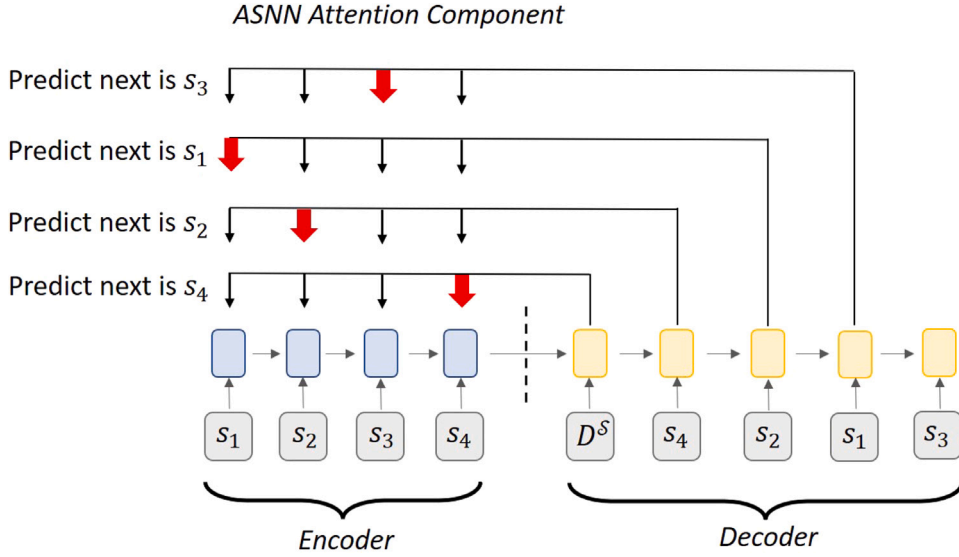 ASNN Attention Component
Predict next is s₃
Predict next is s₁
Predict next is s₂
Predict next is s₄
s₁ s₂ s₃ s₄ D^𝒮 s₄ s₂ s₁ s₃
Encoder Decoder